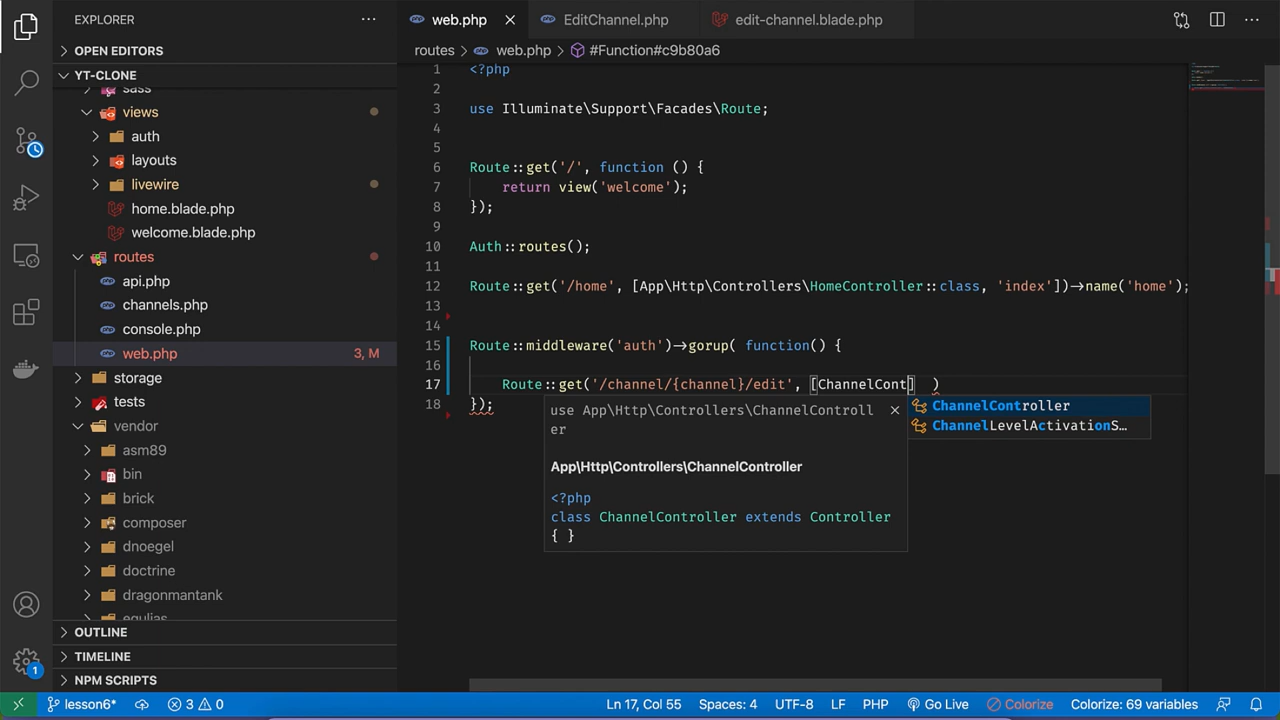 EXPLORER
OPEN EDITORS
YT-CLONE
sass
views
auth
layouts
livewire
home.blade.php
welcome.blade.php
routes
api.php
channels.php
console.php
web.php 3, M
storage
tests
vendor
asm89
bin
brick
composer
dnoegel
doctrine
dragonmantank
egulias
OUTLINE
TIMELINE
NPM SCRIPTS
web.php
EditChannel.php
edit-channel.blade.php
routes > web.php > #Function#c9b80a6
1 <?php
2
3 use Illuminate\Support\Facades\Route;
4
5
6 Route::get('/', function () {
7 return view('welcome');
8 });
9
10 Auth::routes();
11
12 Route::get('/home', [App\Http\Controllers\HomeController::class, 'index'])->name('home');
13
14
15 Route::middleware('auth')->gorup( function() {
16
17 Route::get('/channel/{channel}/edit', [ChannelCont] )
18 });
ChannelController
ChannelLevelActivationS…
use App\Http\Controllers\ChannelControll
er
App\Http\Controllers\ChannelController
<?php
class ChannelController extends Controller
{ }
1
lesson6* 3 0 Ln 17, Col 55 Spaces: 4 UTF-8 LF PHP Go Live Colorize Colorize: 69 variables